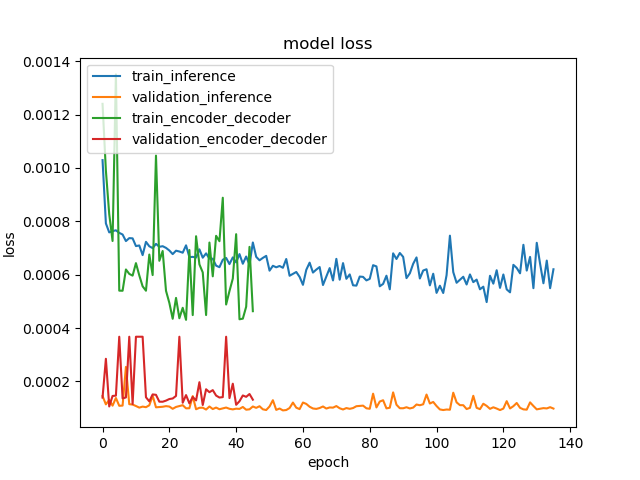 model loss
train_inference
validation_inference
train_encoder_decoder
validation_encoder_decoder
loss
0.0014
0.0012
0.0010
0.0008
0.0006
0.0004
0.0002
0 20 40 60 80 100 120 140
epoch